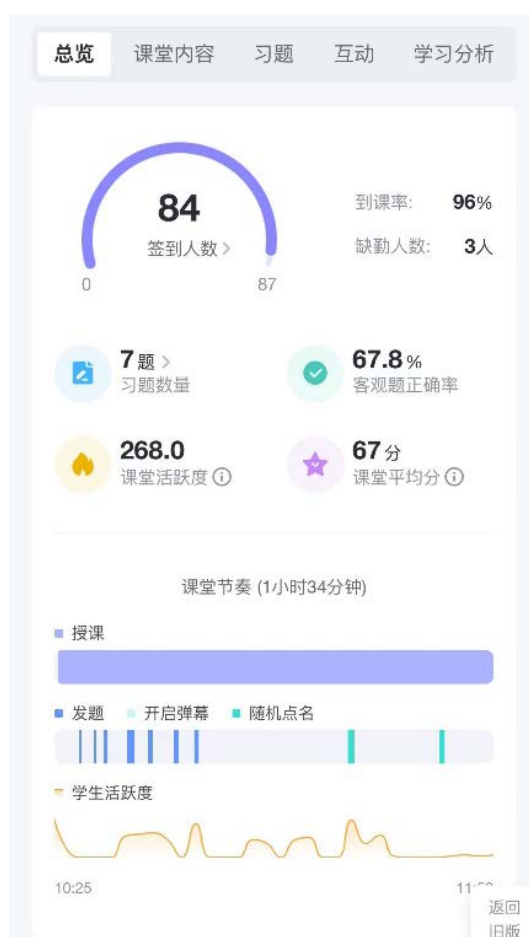 总览 课堂内容 习题 互动 学习分析
84
签到人数 >
0 87
到课率: 96%
缺勤人数: 3人
7题 >
习题数量
67.8%
客观题正确率
268.0
课堂活跃度
67分
课堂平均分
课堂节奏 (1小时34分钟)
授课
发题 开启弹幕 随机点名
学生活跃度
10:25
返回
旧版